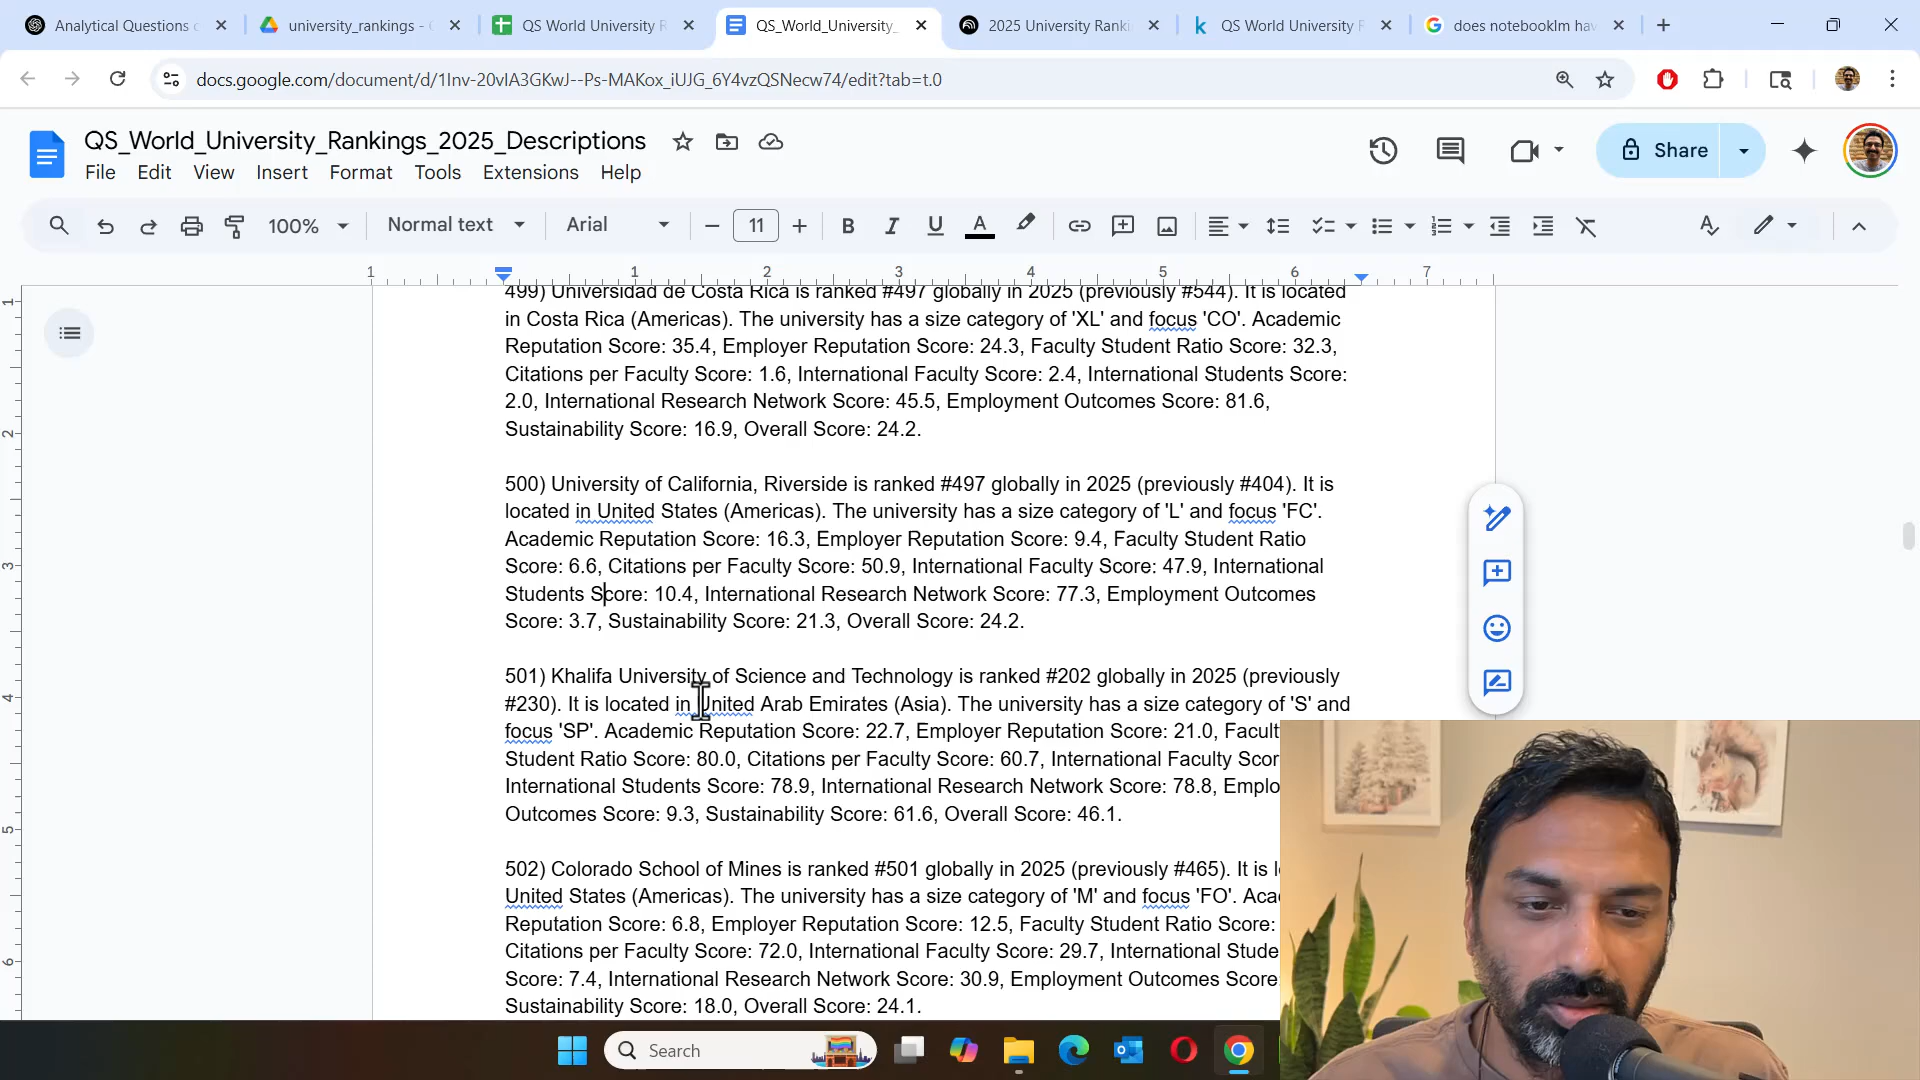 Analytical Questions o
university_rankings - G
QS World University R
QS_World_University_
2025 University Ranki
QS World University R
does notebooklm hav
docs.google.com/document/d/1Inv-20vIA3GKwJ--Ps-MAKox_iUJG_6Y4vzQSNecw74/edit?tab=t.0
QS_World_University_Rankings_2025_Descriptions
File Edit View Insert Format Tools Extensions Help
Share
100% Normal text Arial 11
1 1 2 3 4 5 6 7
499) Universidad de Costa Rica is ranked #497 globally in 2025 (previously #544). It is located
in Costa Rica (Americas). The university has a size category of 'XL' and focus 'CO'. Academic
Reputation Score: 35.4, Employer Reputation Score: 24.3, Faculty Student Ratio Score: 32.3,
Citations per Faculty Score: 1.6, International Faculty Score: 2.4, International Students Score:
2.0, International Research Network Score: 45.5, Employment Outcomes Score: 81.6,
Sustainability Score: 16.9, Overall Score: 24.2.
500) University of California, Riverside is ranked #497 globally in 2025 (previously #404). It is
located in United States (Americas). The university has a size category of 'L' and focus 'FC'.
Academic Reputation Score: 16.3, Employer Reputation Score: 9.4, Faculty Student Ratio
Score: 6.6, Citations per Faculty Score: 50.9, International Faculty Score: 47.9, International
Students Score: 10.4, International Research Network Score: 77.3, Employment Outcomes
Score: 3.7, Sustainability Score: 21.3, Overall Score: 24.2.
501) Khalifa University of Science and Technology is ranked #202 globally in 2025 (previously
#230). It is located in United Arab Emirates (Asia). The university has a size category of 'S' and
focus 'SP'. Academic Reputation Score: 22.7, Employer Reputation Score: 21.0, Facult
Student Ratio Score: 80.0, Citations per Faculty Score: 60.7, International Faculty Scor
International Students Score: 78.9, International Research Network Score: 78.8, Emplo
Outcomes Score: 9.3, Sustainability Score: 61.6, Overall Score: 46.1.
502) Colorado School of Mines is ranked #501 globally in 2025 (previously #465). It is l
United States (Americas). The university has a size category of 'M' and focus 'FO'. Aca
Reputation Score: 6.8, Employer Reputation Score: 12.5, Faculty Student Ratio Score:
Citations per Faculty Score: 72.0, International Faculty Score: 29.7, International Stude
Score: 7.4, International Research Network Score: 30.9, Employment Outcomes Score
Sustainability Score: 18.0, Overall Score: 24.1.
1
2
3
4
5
6
Search